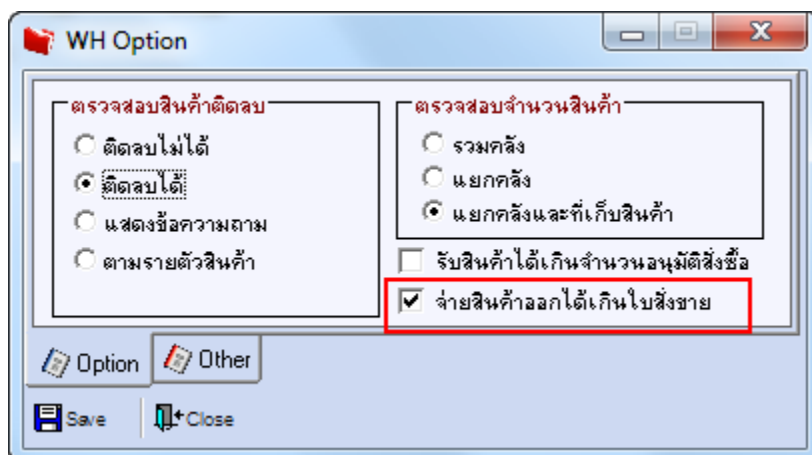 WH Option
ตรวจสอบสินค้าติดลบ
ติดลบไม่ได้
ติดลบได้
แสดงข้อความถาม
ตามรายตัวสินค้า
ตรวจสอบจำนวนสินค้า
รวมคลัง
แยกคลัง
แยกคลังและที่เก็บสินค้า
รับสินค้าได้เกินจำนวนอนุมัติสั่งซื้อ
จ่ายสินค้าออกได้เกินใบสั่งขาย
Option
Other
Save
Close